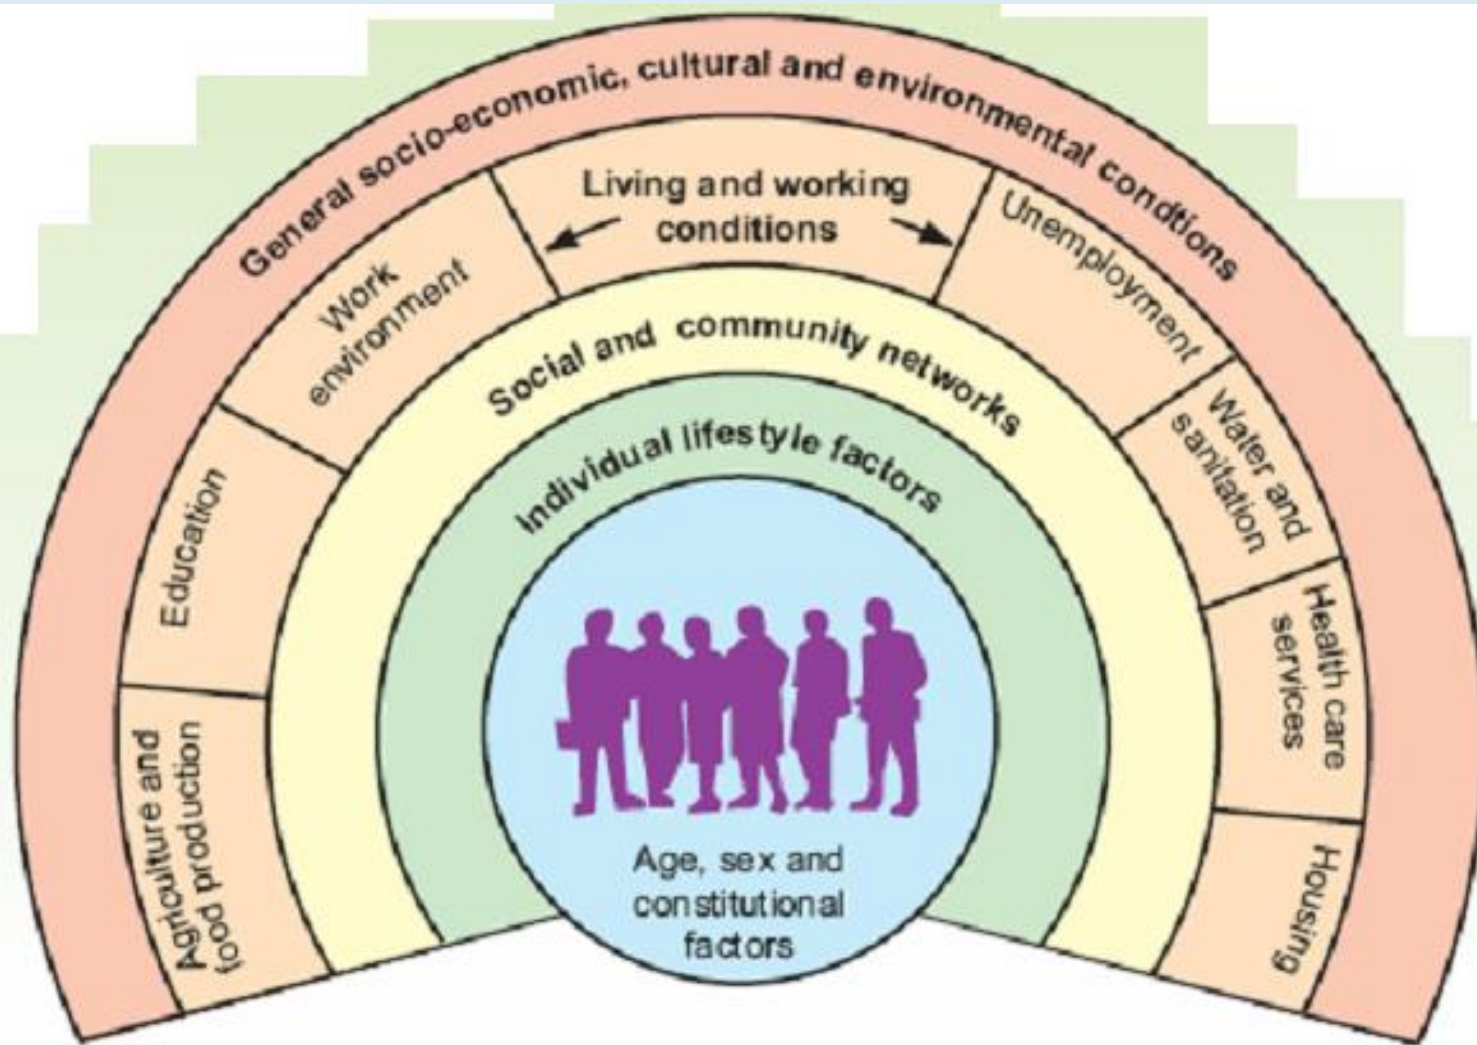 General socio-economic, cultural and environmental condtions
Living and working
conditions
Work
environment
Unemployment
Education
Water and
sanitation
Agriculture and
food production
Health care
services
Housing
Social and community networks
Individual lifestyle factors
Age, sex and
constitutional
factors